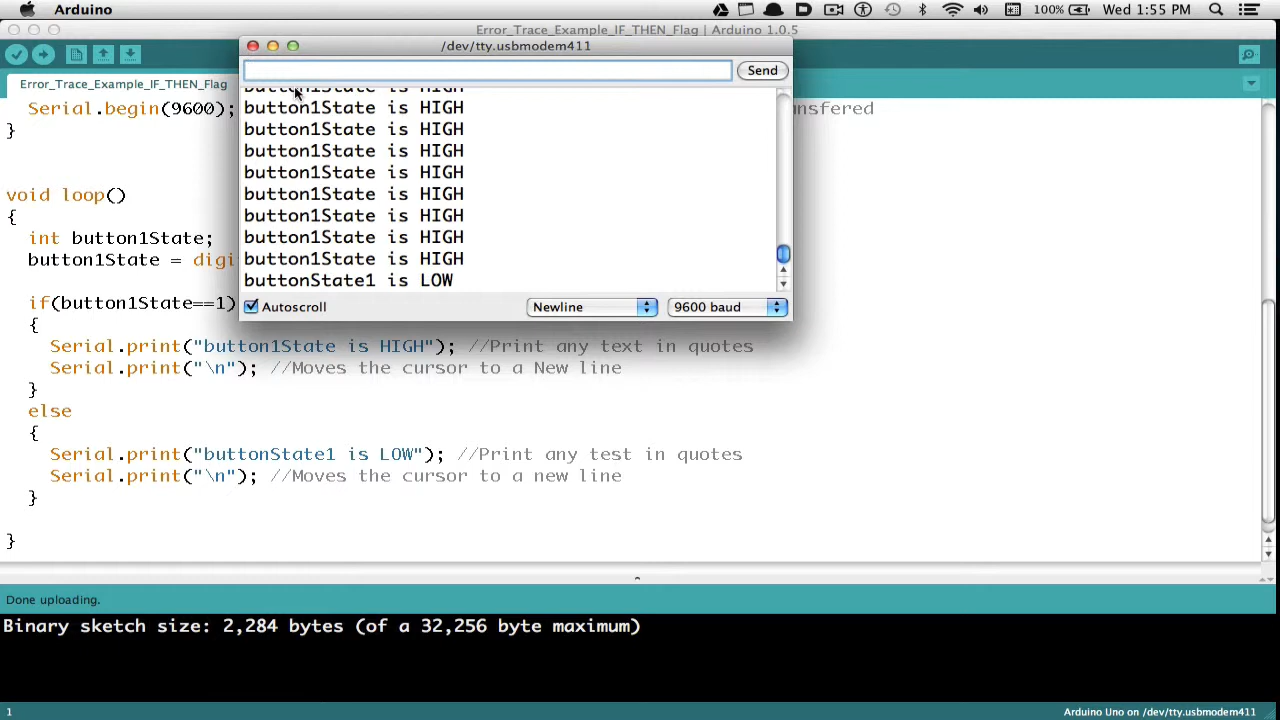 Arduino
100%
Wed 1:55 PM
Error_Trace_Example_IF_THEN_Flag | Arduino 1.0.5
/dev/tty.usbmodem411
Send
Error_Trace_Example_IF_THEN_Flag
button1State is HIGH
button1State is HIGH
button1State is HIGH
button1State is HIGH
button1State is HIGH
button1State is HIGH
button1State is HIGH
button1State is HIGH
button1State is HIGH
buttonState1 is LOW
Autoscroll
Newline
9600 baud
Serial.begin(9600);
}
void loop()
{
int button1State;
button1State =
if(button1State==1)
{
Serial.print("button1State is HIGH"); //Print any text in quotes
Serial.print("\n"); //Moves the cursor to a New line
}
else
{
Serial.print("buttonState1 is LOW"); //Print any test in quotes
Serial.print("\n"); //Moves the cursor to a new line
}
}
Done uploading.
Binary sketch size: 2,284 bytes (of a 32,256 byte maximum)
1
Arduino Uno on /dev/tty.usbmodem411